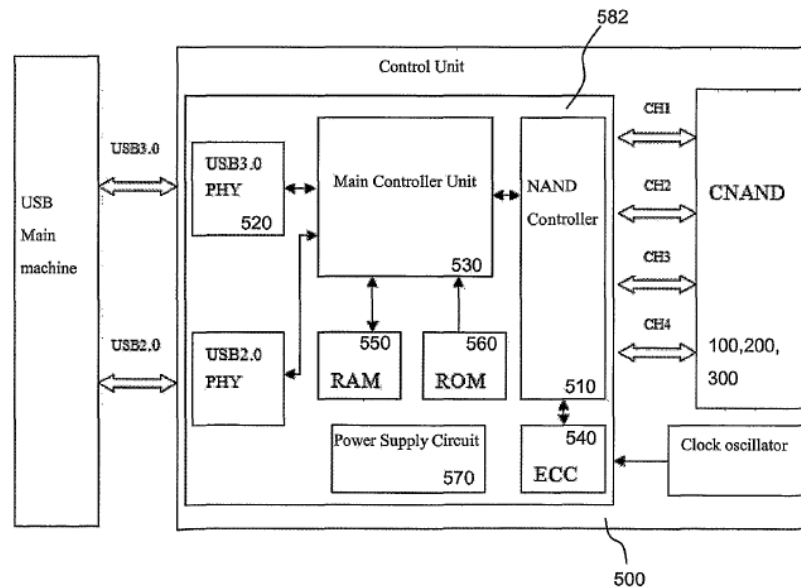 582
Control Unit
USB
Main
machine
USB3.0
USB2.0
USB3.0
PHY
520
Main Controller Unit
530
NAND
Controller
510
USB2.0
PHY
550
RAM
560
ROM
Power Supply Circuit
570
540
ECC
CH1
CH2
CH3
CH4
CNAND
100,200,
300
Clock oscillator
500